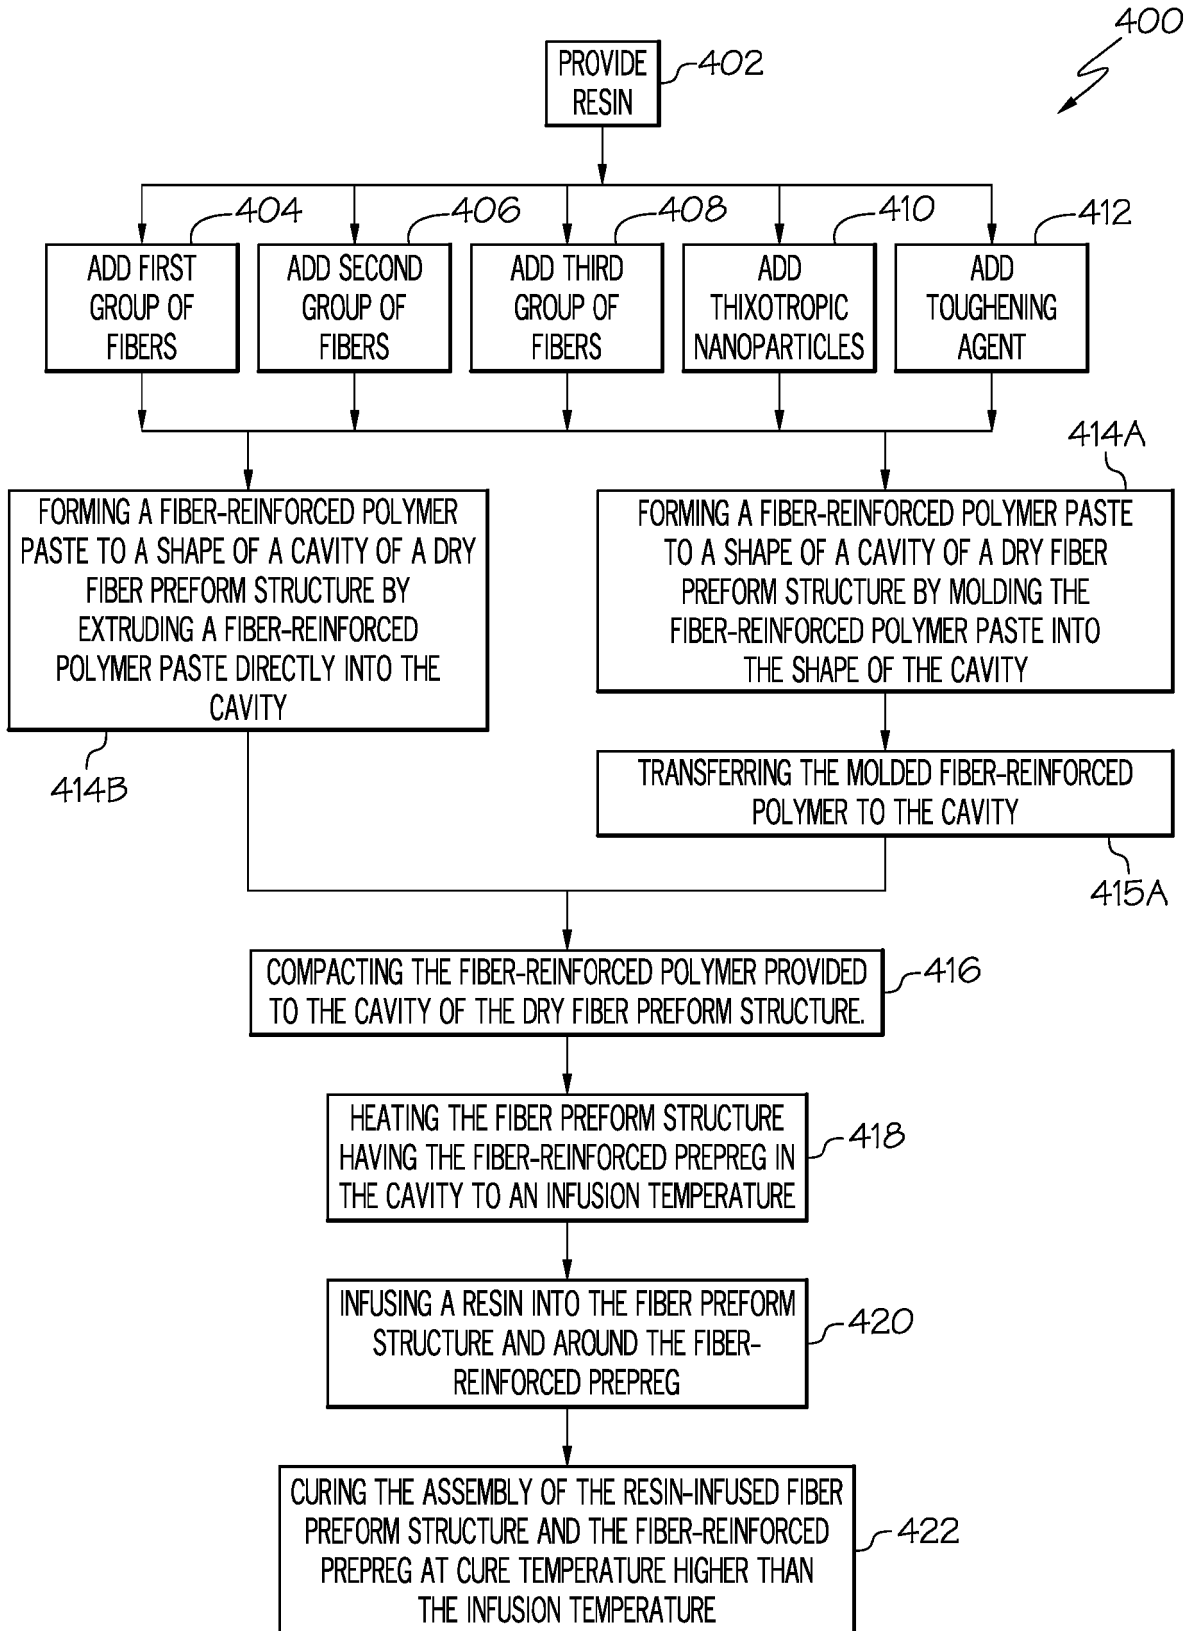 400
PROVIDE
RESIN
402
404
406
408
410
412
ADD FIRST
GROUP OF
FIBERS
ADD SECOND
GROUP OF
FIBERS
ADD THIRD
GROUP OF
FIBERS
ADD
THIXOTROPIC
NANOPARTICLES
ADD
TOUGHENING
AGENT
414A
FORMING A FIBER-REINFORCED POLYMER
PASTE TO A SHAPE OF A CAVITY OF A DRY
FIBER PREFORM STRUCTURE BY
EXTRUDING A FIBER-REINFORCED
POLYMER PASTE DIRECTLY INTO THE
CAVITY
414B
FORMING A FIBER-REINFORCED POLYMER PASTE
TO A SHAPE OF A CAVITY OF A DRY FIBER
PREFORM STRUCTURE BY MOLDING THE
FIBER-REINFORCED POLYMER PASTE INTO
THE SHAPE OF THE CAVITY
TRANSFERRING THE MOLDED FIBER-REINFORCED
POLYMER TO THE CAVITY
415A
COMPACTING THE FIBER-REINFORCED POLYMER PROVIDED
TO THE CAVITY OF THE DRY FIBER PREFORM STRUCTURE.
416
HEATING THE FIBER PREFORM STRUCTURE
HAVING THE FIBER-REINFORCED PREPREG IN
THE CAVITY TO AN INFUSION TEMPERATURE
418
INFUSING A RESIN INTO THE FIBER PREFORM
STRUCTURE AND AROUND THE FIBER-
REINFORCED PREPREG
420
CURING THE ASSEMBLY OF THE RESIN-INFUSED FIBER
PREFORM STRUCTURE AND THE FIBER-REINFORCED
PREPREG AT CURE TEMPERATURE HIGHER THAN
THE INFUSION TEMPERATURE
422